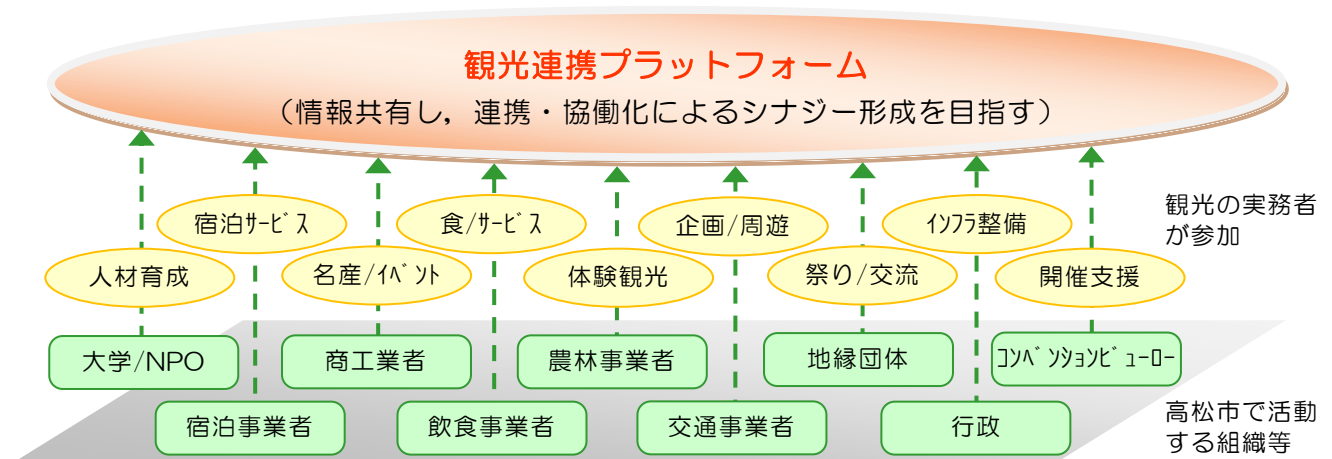 観光連携プラットフォーム
（情報共有し，連携・協働化によるシナジー形成を目指す）
宿泊ｻｰﾋﾞｽ
食/ｻｰﾋﾞｽ
企画/周遊
ｲﾝﾌﾗ整備
観光の実務者
が参加
人材育成
名産/ｲﾍﾞﾝﾄ
体験観光
祭り/交流
開催支援
大学/NPO
商工業者
農林事業者
地縁団体
ｺﾝﾍﾞﾝｼｮﾝﾋﾞｭｰﾛｰ
宿泊事業者
飲食事業者
交通事業者
行政
高松市で活動
する組織等